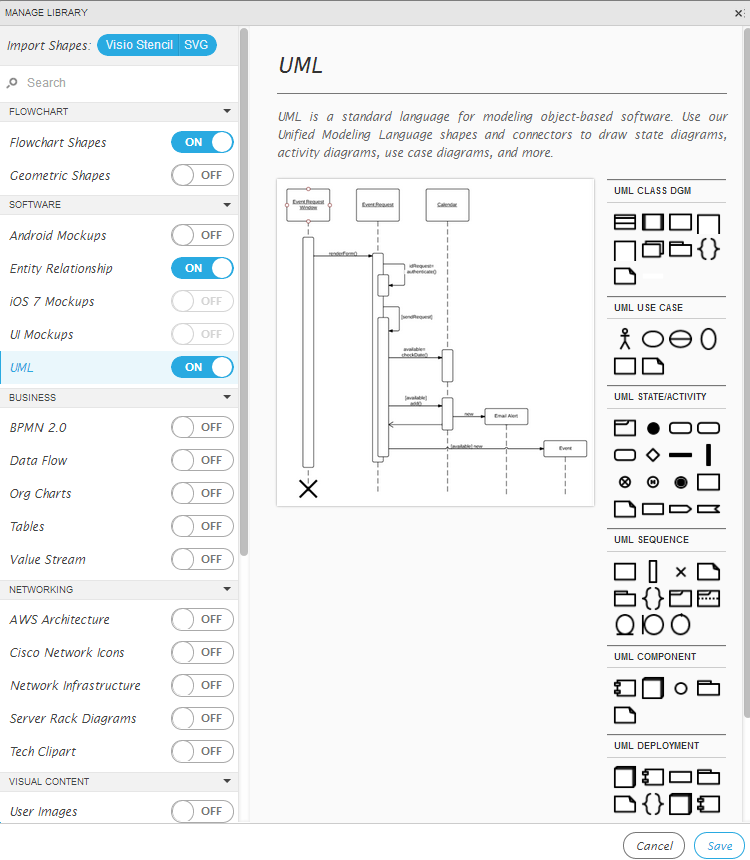 MANAGE LIBRARY
Import Shapes: Visio Stencil SVG
Search
FLOWCHART
Flowchart Shapes ON
Geometric Shapes OFF
SOFTWARE
Android Mockups OFF
Entity Relationship ON
iOS 7 Mockups OFF
UI Mockups OFF
UML ON
BUSINESS
BPMN 2.0 OFF
Data Flow OFF
Org Charts OFF
Tables OFF
Value Stream OFF
NETWORKING
AWS Architecture OFF
Cisco Network Icons OFF
Network Infrastructure OFF
Server Rack Diagrams OFF
Tech Clipart OFF
VISUAL CONTENT
User Images OFF
UML
UML is a standard language for modeling object-based software. Use our
Unified Modeling Language shapes and connectors to draw state diagrams,
activity diagrams, use case diagrams, and more.
Event Request
Window
Event Request
Calendar
renderForm()
idRequest=
authenticate()
[sendRequest]
available=
checkDate()
[available]
add()
new
Email Alert
[available] new
Event
UML CLASS DGM
UML USE CASE
UML STATE/ACTIVITY
H
UML SEQUENCE
UML COMPONENT
UML DEPLOYMENT
Cancel
Save